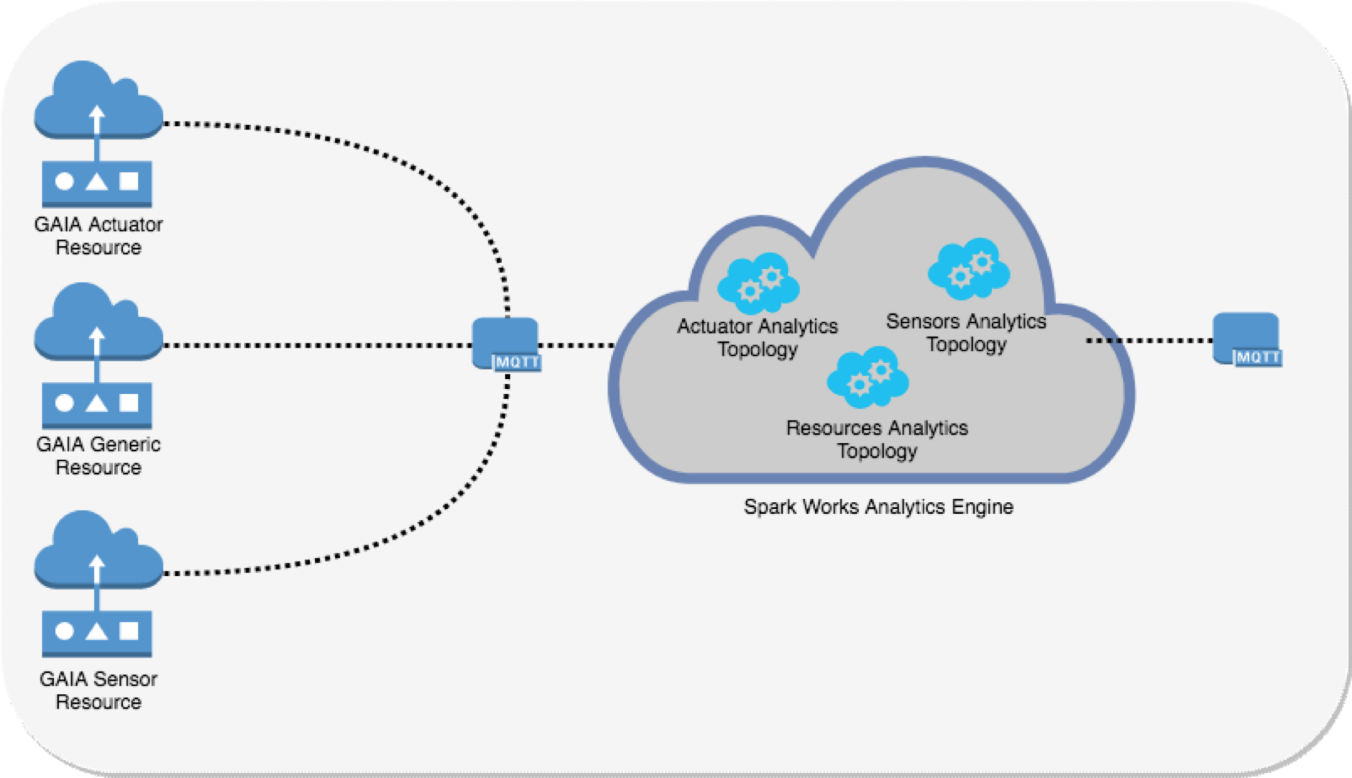 GAIA Actuator
Resource
GAIA Generic
Resource
GAIA Sensor
Resource
MQTT
Actuator Analytics
Topology
Sensors Analytics
Topology
Resources Analytics
Topology
Spark Works Analytics Engine
MQTT